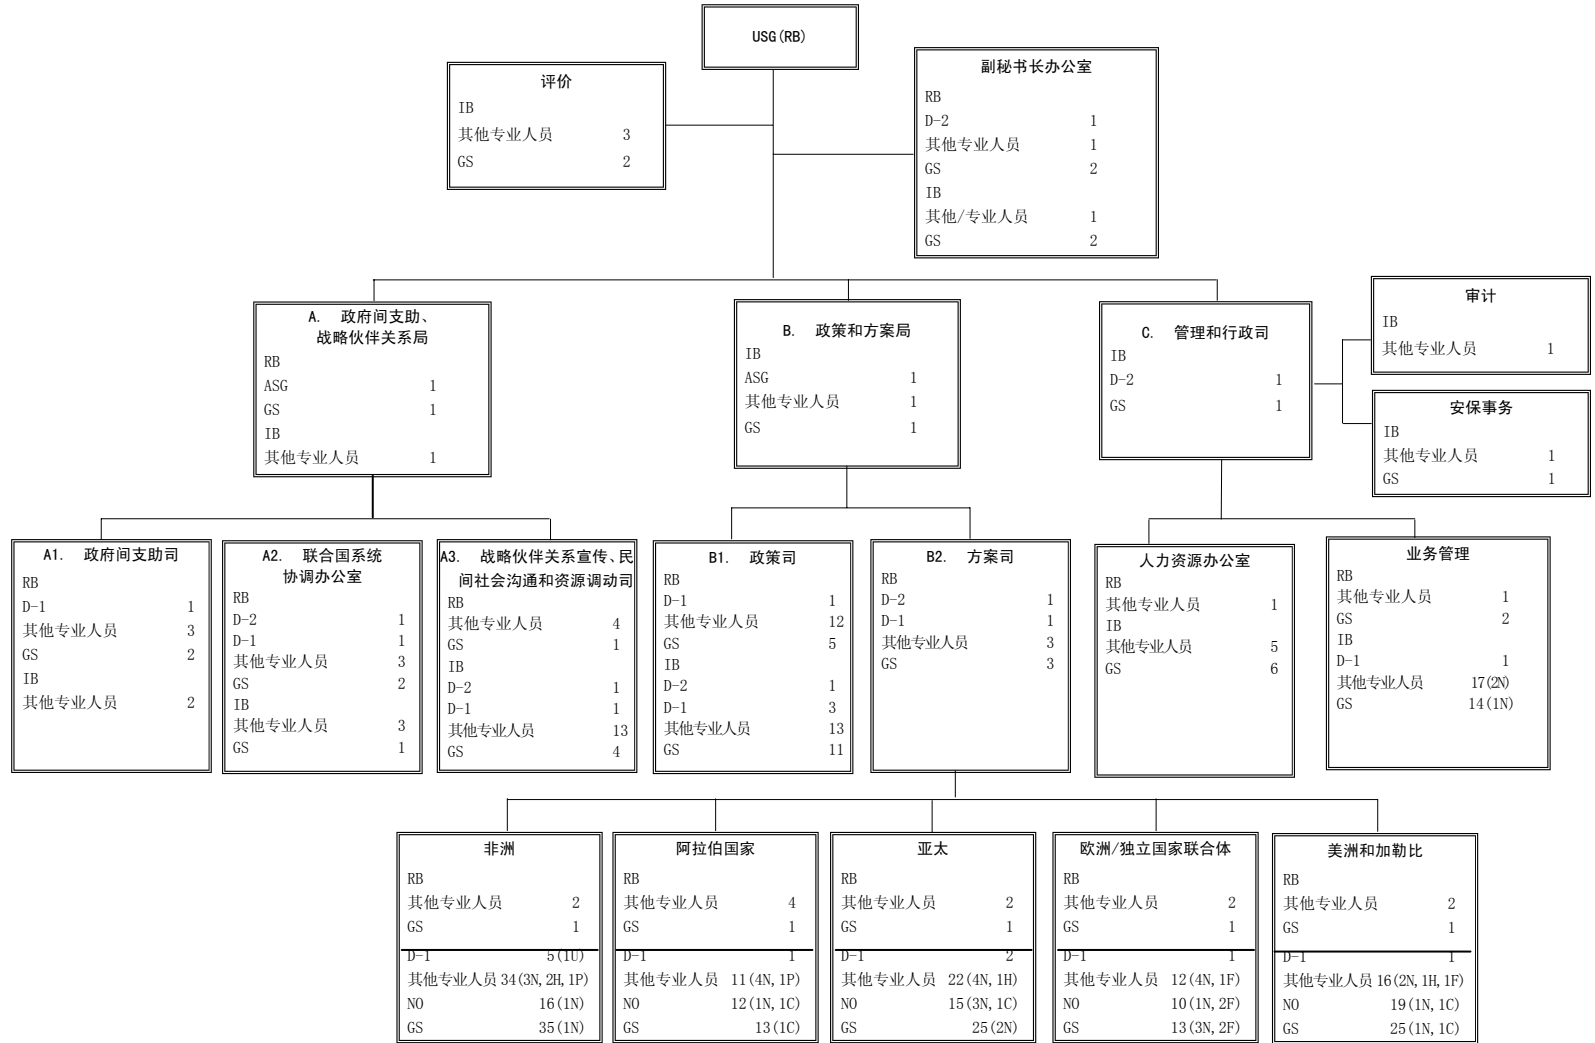 USG(RB)
评价
IB
其他专业人员 3
GS 2
副秘书长办公室
RB
D-2 1
其他专业人员 1
GS 2
IB
其他/专业人员 1
GS 2
A. 政府间支助、
战略伙伴关系局
RB
ASG 1
GS 1
IB
其他专业人员 1
B. 政策和方案局
IB
ASG 1
其他专业人员 1
GS 1
C. 管理和行政司
IB
D-2 1
GS 1
审计
IB
其他专业人员 1
安保事务
IB
其他专业人员 1
GS 1
A1. 政府间支助司
RB
D-1 1
其他专业人员 3
GS 2
IB
其他专业人员 2
A2. 联合国系统
协调办公室
RB
D-2 1
D-1 1
其他专业人员 3
GS 2
IB
其他专业人员 3
GS 1
A3. 战略伙伴关系宣传、民
间社会沟通和资源调动司
RB
其他专业人员 4
GS 1
IB
D-2 1
D-1 1
其他专业人员 13
GS 4
B1. 政策司
RB
D-1 1
其他专业人员 12
GS 5
IB
D-2 1
D-1 3
其他专业人员 13
GS 11
B2. 方案司
RB
D-2 1
D-1 1
其他专业人员 3
GS 3
人力资源办公室
RB
其他专业人员 1
IB
其他专业人员 5
GS 6
业务管理
RB
其他专业人员 1
GS 2
IB
D-1 1
其他专业人员 17(2N)
GS 14(1N)
非洲
RB
其他专业人员 2
GS 1
D-1 5(1U)
其他专业人员 34(3N,2H,1P)
NO 16(1N)
GS 35(1N)
阿拉伯国家
RB
其他专业人员 4
GS 1
D-1 1
其他专业人员 11(4N,1P)
NO 12(1N,1C)
GS 13(1C)
亚太
RB
其他专业人员 2
GS 1
D-1 2
其他专业人员 22(4N,1H)
NO 15(3N,1C)
GS 25(2N)
欧洲/独立国家联合体
RB
其他专业人员 2
GS 1
D-1 1
其他专业人员 12(4N,1F)
NO 10(1N,2F)
GS 13(3N,2F)
美洲和加勒比
RB
其他专业人员 2
GS 1
D-1 1
其他专业人员 16(2N,1H,1F)
NO 19(1N,1C)
GS 25(1N,1C)